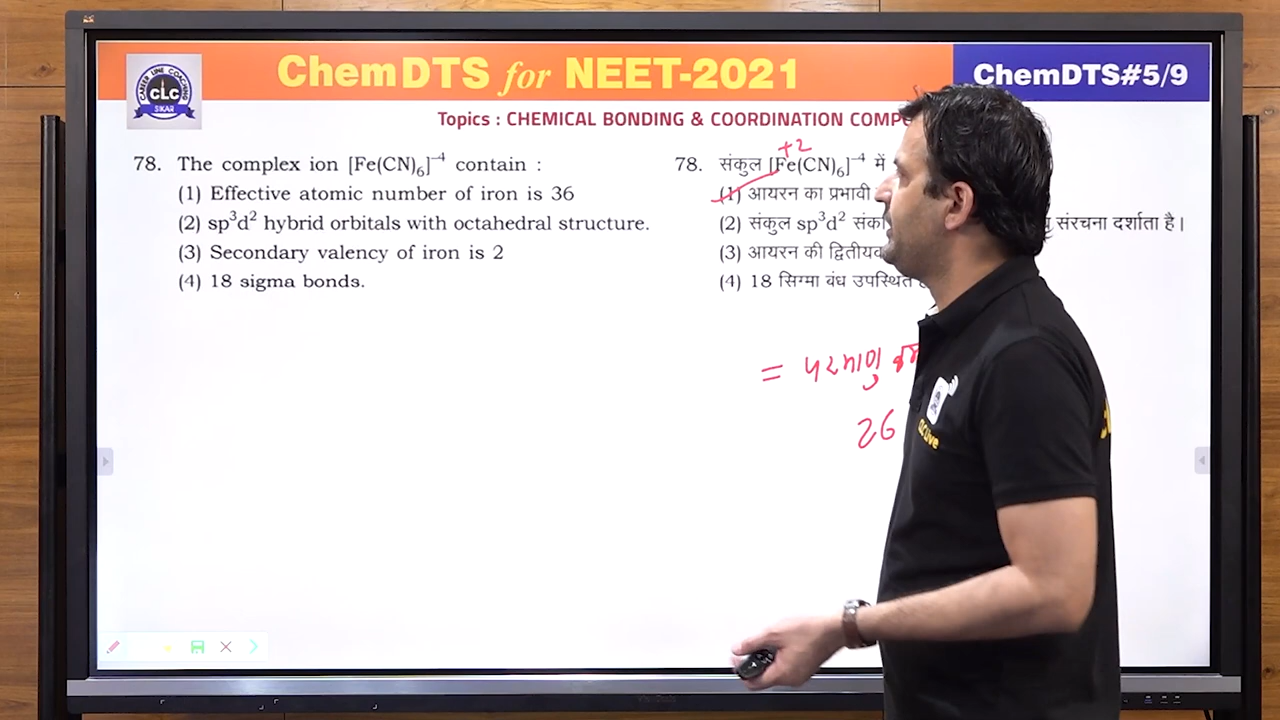 ChemDTS for NEET-2021
ChemDTS#5/9
CAREER LINE COACHING
CLC
SIKAR
Topics : CHEMICAL BONDING & COORDINATION
78. The complex ion [Fe(CN)₆]⁻⁴ contain :
(1) Effective atomic number of iron is 36
(2) sp³d² hybrid orbitals with octahedral structure.
(3) Secondary valency of iron is 2
(4) 18 sigma bonds.
+2
78. संकुल [Fe(CN)₆]⁻⁴ में
(1) आयरन का प्रभावी
(2) संकुल sp³d² संरचना दर्शाता है।
(3) आयरन की
(4) 18 सिग्मा बंध उपस्थित
= परमाणु
26